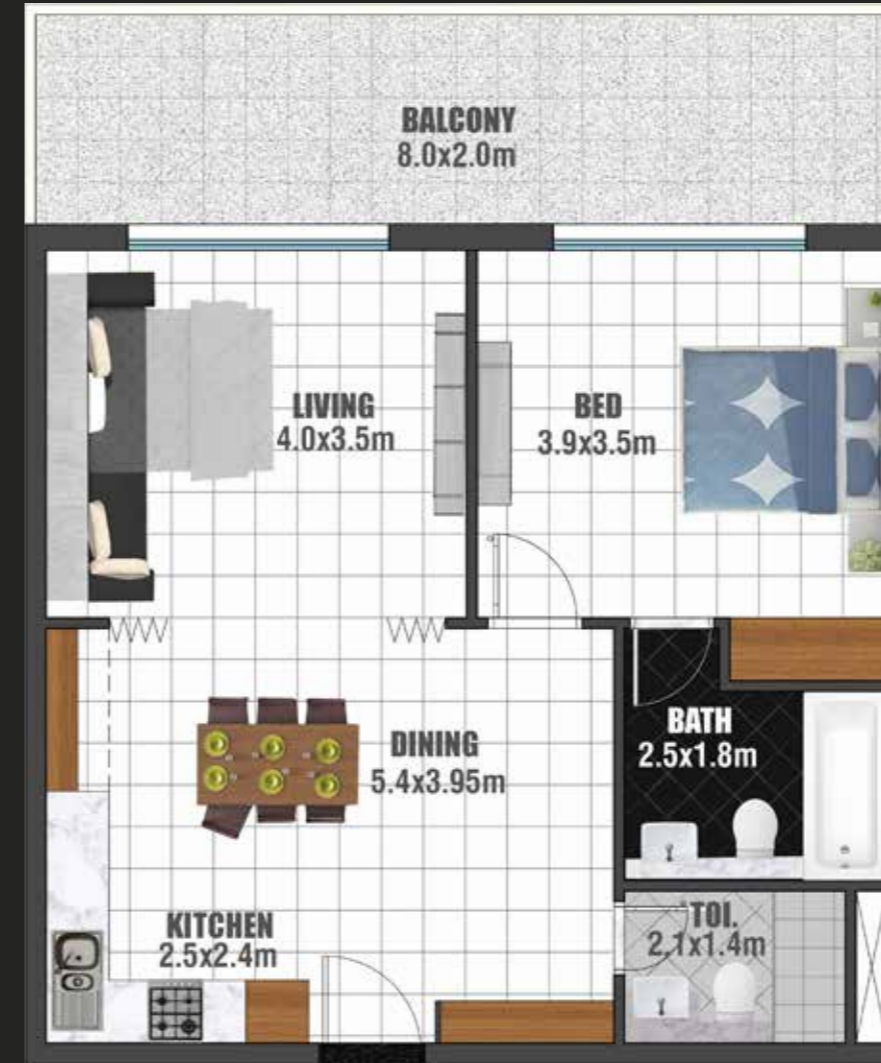 BALCONY
8.0x2.0m
LIVING
4.0x3.5m
BED
3.9x3.5m
DINING
5.4x3.95m
BATH
2.5x1.8m
KITCHEN
2.5x2.4m
TOI.
2.1x1.4m